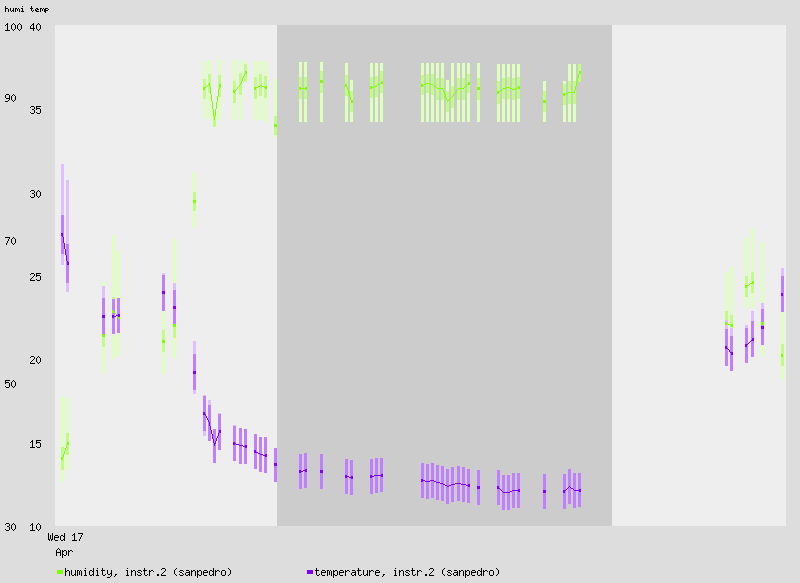 humi temp
100 40
90
35
30
70
25
20
50
15
30 10
Wed 17
Apr
humidity, instr.2 (sanpedro) temperature, instr.2 (sanpedro)